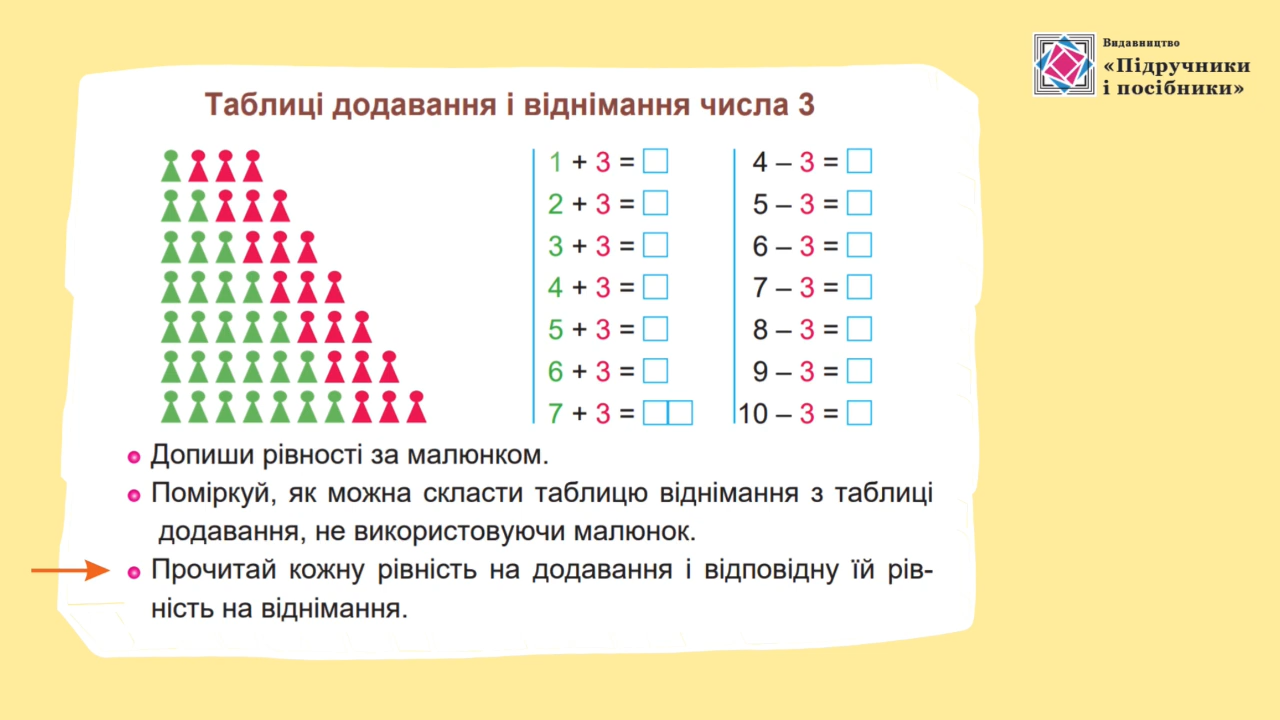 Видавництво
«Підручники
і посібники»
Таблиці додавання і віднімання числа 3
1 + 3 =
2 + 3 =
3 + 3 =
4 + 3 =
5 + 3 =
6 + 3 =
7 + 3 =
4 – 3 =
5 – 3 =
6 – 3 =
7 – 3 =
8 – 3 =
9 – 3 =
10 – 3 =
Допиши рівності за малюнком.
Поміркуй, як можна скласти таблицю віднімання з таблиці
додавання, не використовуючи малюнок.
Прочитай кожну рівність на додавання і відповідну їй рів-
ність на віднімання.